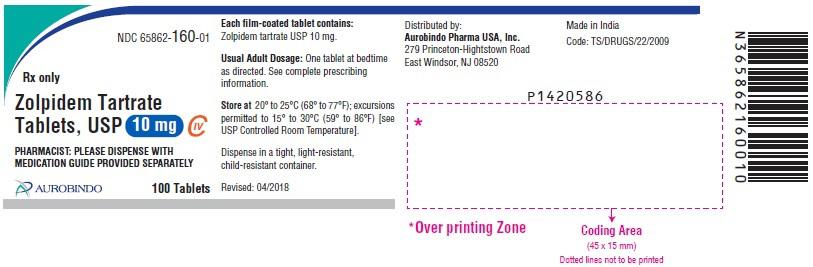 NDC 65862-160-01
Rx only
Zolpidem Tartrate
Tablets, USP 10 mg CIV
PHARMACIST: PLEASE DISPENSE WITH
MEDICATION GUIDE PROVIDED SEPARATELY
AUROBINDO 100 Tablets
Each film-coated tablet contains:
Zolpidem tartrate USP 10 mg.
Usual Adult Dosage: One tablet at bedtime
as directed. See complete prescribing
information.
Store at 20° to 25°C (68° to 77°F); excursions
permitted to 15° to 30°C (59° to 86°F) [see
USP Controlled Room Temperature].
Dispense in a tight, light-resistant,
child-resistant container.
Revised: 04/2018
Distributed by:
Aurobindo Pharma USA, Inc.
279 Princeton-Hightstown Road
East Windsor, NJ 08520
Made in India
Code: TS/DRUGS/22/2009
P1420586
*
*Over printing Zone
Coding Area
(45 x 15 mm)
Dotted lines not to be printed
N365862160010